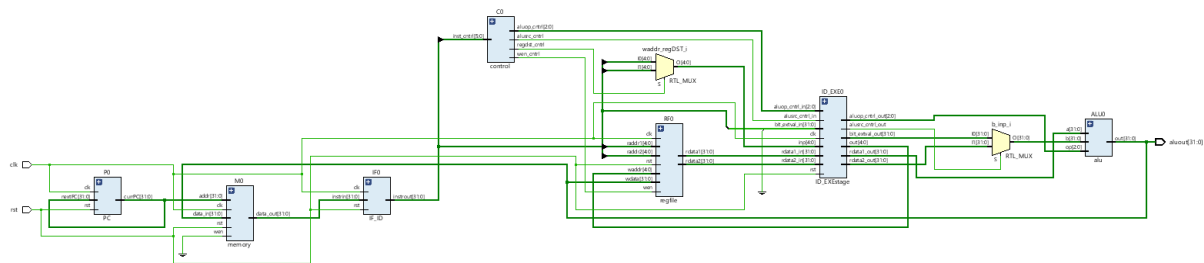 C0
inst_cntrl[5:0]
aluop_cntrl[2:0]
alusrc_cntrl
regdst_cntrl
wen_cntrl
control
waddr_regDST_i
I0[4:0]
I1[4:0]
O[4:0]
S
RTL_MUX
RF0
clk
raddr1[4:0]
raddr2[4:0]
rst
waddr[4:0]
wdata[31:0]
wen
rdata1[31:0]
rdata2[31:0]
regfile
ID_EXE0
aluop_cntrl_in[2:0]
alusrc_cntrl_in
bit_extval_in[31:0]
clk
inp[4:0]
rdata1_in[31:0]
rdata2_in[31:0]
rst
aluop_cntrl_out[2:0]
alusrc_cntrl_out
bit_extval_out[31:0]
out[4:0]
rdata1_out[31:0]
rdata2_out[31:0]
ID_EXEstage
b_inp_i
I0[31:0]
I1[31:0]
O[31:0]
S
RTL_MUX
ALU0
a[31:0]
b[31:0]
op[2:0]
out[31:0]
alu
aluout[31:0]
clk
rst
P0
clk
nextPC[31:0]
rst
currPC[31:0]
PC
M0
addr[31:0]
clk
data_in[31:0]
rst
wen
data_out[31:0]
memory
IF0
clk
instrin[31:0]
rst
instrout[31:0]
IF_ID